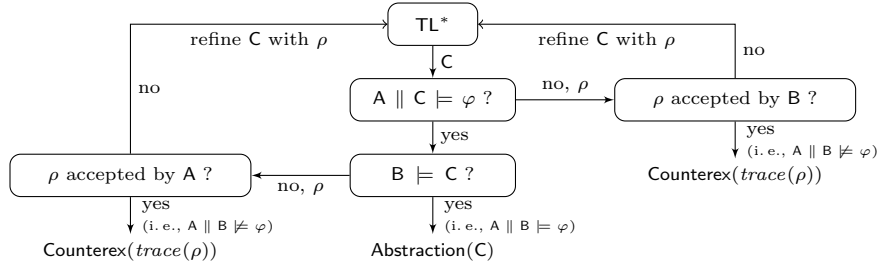 TL*
refine C with ρ
refine C with ρ
C
no
no
A ∥ C ⊨ φ ?
no, ρ
ρ accepted by B ?
yes
yes
(i. e., A ∥ B ⊭ φ)
Counterex(trace(ρ))
ρ accepted by A ?
no, ρ
B ⊨ C ?
yes
(i. e., A ∥ B ⊭ φ)
yes
(i. e., A ∥ B ⊨ φ)
Counterex(trace(ρ))
Abstraction(C)